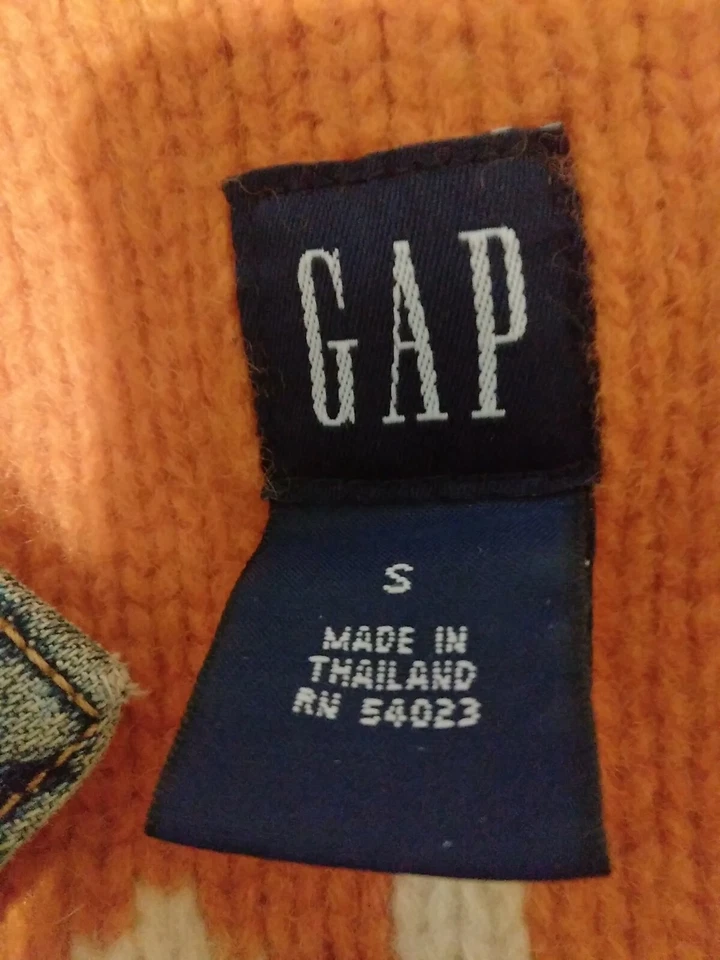 GAP
S
MADE IN
THAILAND
RN 54023